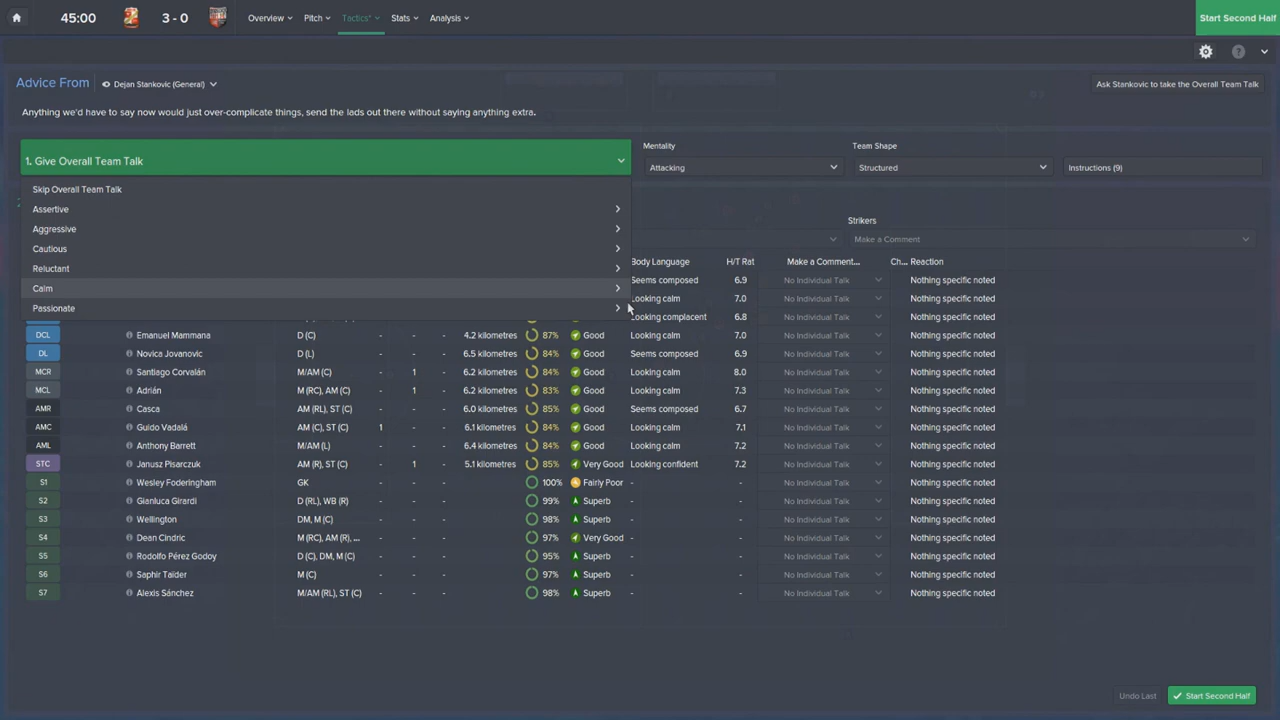 45:00 3 - 0 Overview Pitch Tactics* Stats Analysis Start Second Half
Advice From Dejan Stankovic (General) Ask Stankovic to take the Overall Team Talk
Anything we'd have to say now would just over-complicate things, send the lads out there without saying anything extra.
Mentality Team Shape
1. Give Overall Team Talk Attacking Structured Instructions (9)
Skip Overall Team Talk
Assertive
Strikers
Aggressive
Make a Comment
Cautious
Body Language H/T Rat Make a Comment... Ch... Reaction
Reluctant
Seems composed 6.9 No Individual Talk Nothing specific noted
Calm
Looking calm 7.0 No Individual Talk Nothing specific noted
Passionate
Looking complacent 6.8 No Individual Talk Nothing specific noted
DCL Emanuel Mammana D (C) - - - 4.2 kilometres 87% Good Looking calm 7.0 No Individual Talk Nothing specific noted
DL Novica Jovanovic D (L) - - - 6.5 kilometres 84% Good Seems composed 6.9 No Individual Talk Nothing specific noted
MCR Santiago Corvalán M/AM (C) - 1 - 6.2 kilometres 84% Good Looking calm 8.0 No Individual Talk Nothing specific noted
MCL Adrián M (RC), AM (C) - 1 - 6.2 kilometres 83% Good Looking calm 7.3 No Individual Talk Nothing specific noted
AMR Casca AM (RL), ST (C) - - - 6.0 kilometres 85% Good Seems composed 6.7 No Individual Talk Nothing specific noted
AMC Guido Vadalá AM (C), ST (C) 1 - - 6.1 kilometres 84% Good Looking calm 7.1 No Individual Talk Nothing specific noted
AML Anthony Barrett M/AM (L) - - - 6.4 kilometres 84% Good Looking calm 7.2 No Individual Talk Nothing specific noted
STC Janusz Pisarczuk AM (R), ST (C) - 1 - 5.1 kilometres 85% Very Good Looking confident 7.2 No Individual Talk Nothing specific noted
S1 Wesley Foderingham GK 100% Fairly Poor - - No Individual Talk Nothing specific noted
S2 Gianluca Girardi D (RL), WB (R) 99% Superb - - No Individual Talk Nothing specific noted
S3 Wellington DM, M (C) 98% Superb - - No Individual Talk Nothing specific noted
S4 Dean Cindric M (RC), AM (R), ... 97% Very Good - - No Individual Talk Nothing specific noted
S5 Rodolfo Pérez Godoy D (C), DM, M (C) 95% Superb - - No Individual Talk Nothing specific noted
S6 Saphir Taïder M (C) 97% Superb - - No Individual Talk Nothing specific noted
S7 Alexis Sánchez M/AM (RL), ST (C) 98% Superb - - No Individual Talk Nothing specific noted
Undo Last Start Second Half